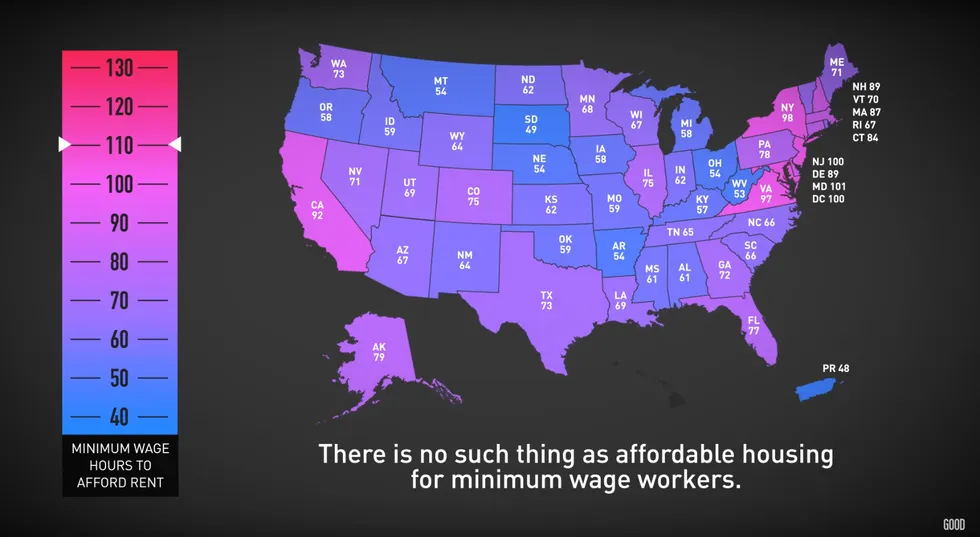 130
120
110
100
90
80
70
60
50
40
MINIMUM WAGE
HOURS TO
AFFORD RENT
WA
73
OR
58
CA
92
NV
71
ID
59
MT
54
WY
64
UT
69
CO
75
AZ
67
NM
64
ND
62
SD
49
NE
54
KS
62
OK
59
TX
73
MN
68
IA
58
MO
59
AR
54
LA
69
WI
67
IL
75
MI
58
IN
62
OH
54
KY
57
TN 65
MS
61
AL
61
GA
72
FL
77
SC
66
NC 66
VA
97
WV
53
PA
78
NY
98
ME
71
NH 89
VT 70
MA 87
RI 67
CT 84
NJ 100
DE 89
MD 101
DC 100
AK
79
PR 48
There is no such thing as affordable housing
for minimum wage workers.
GOOD